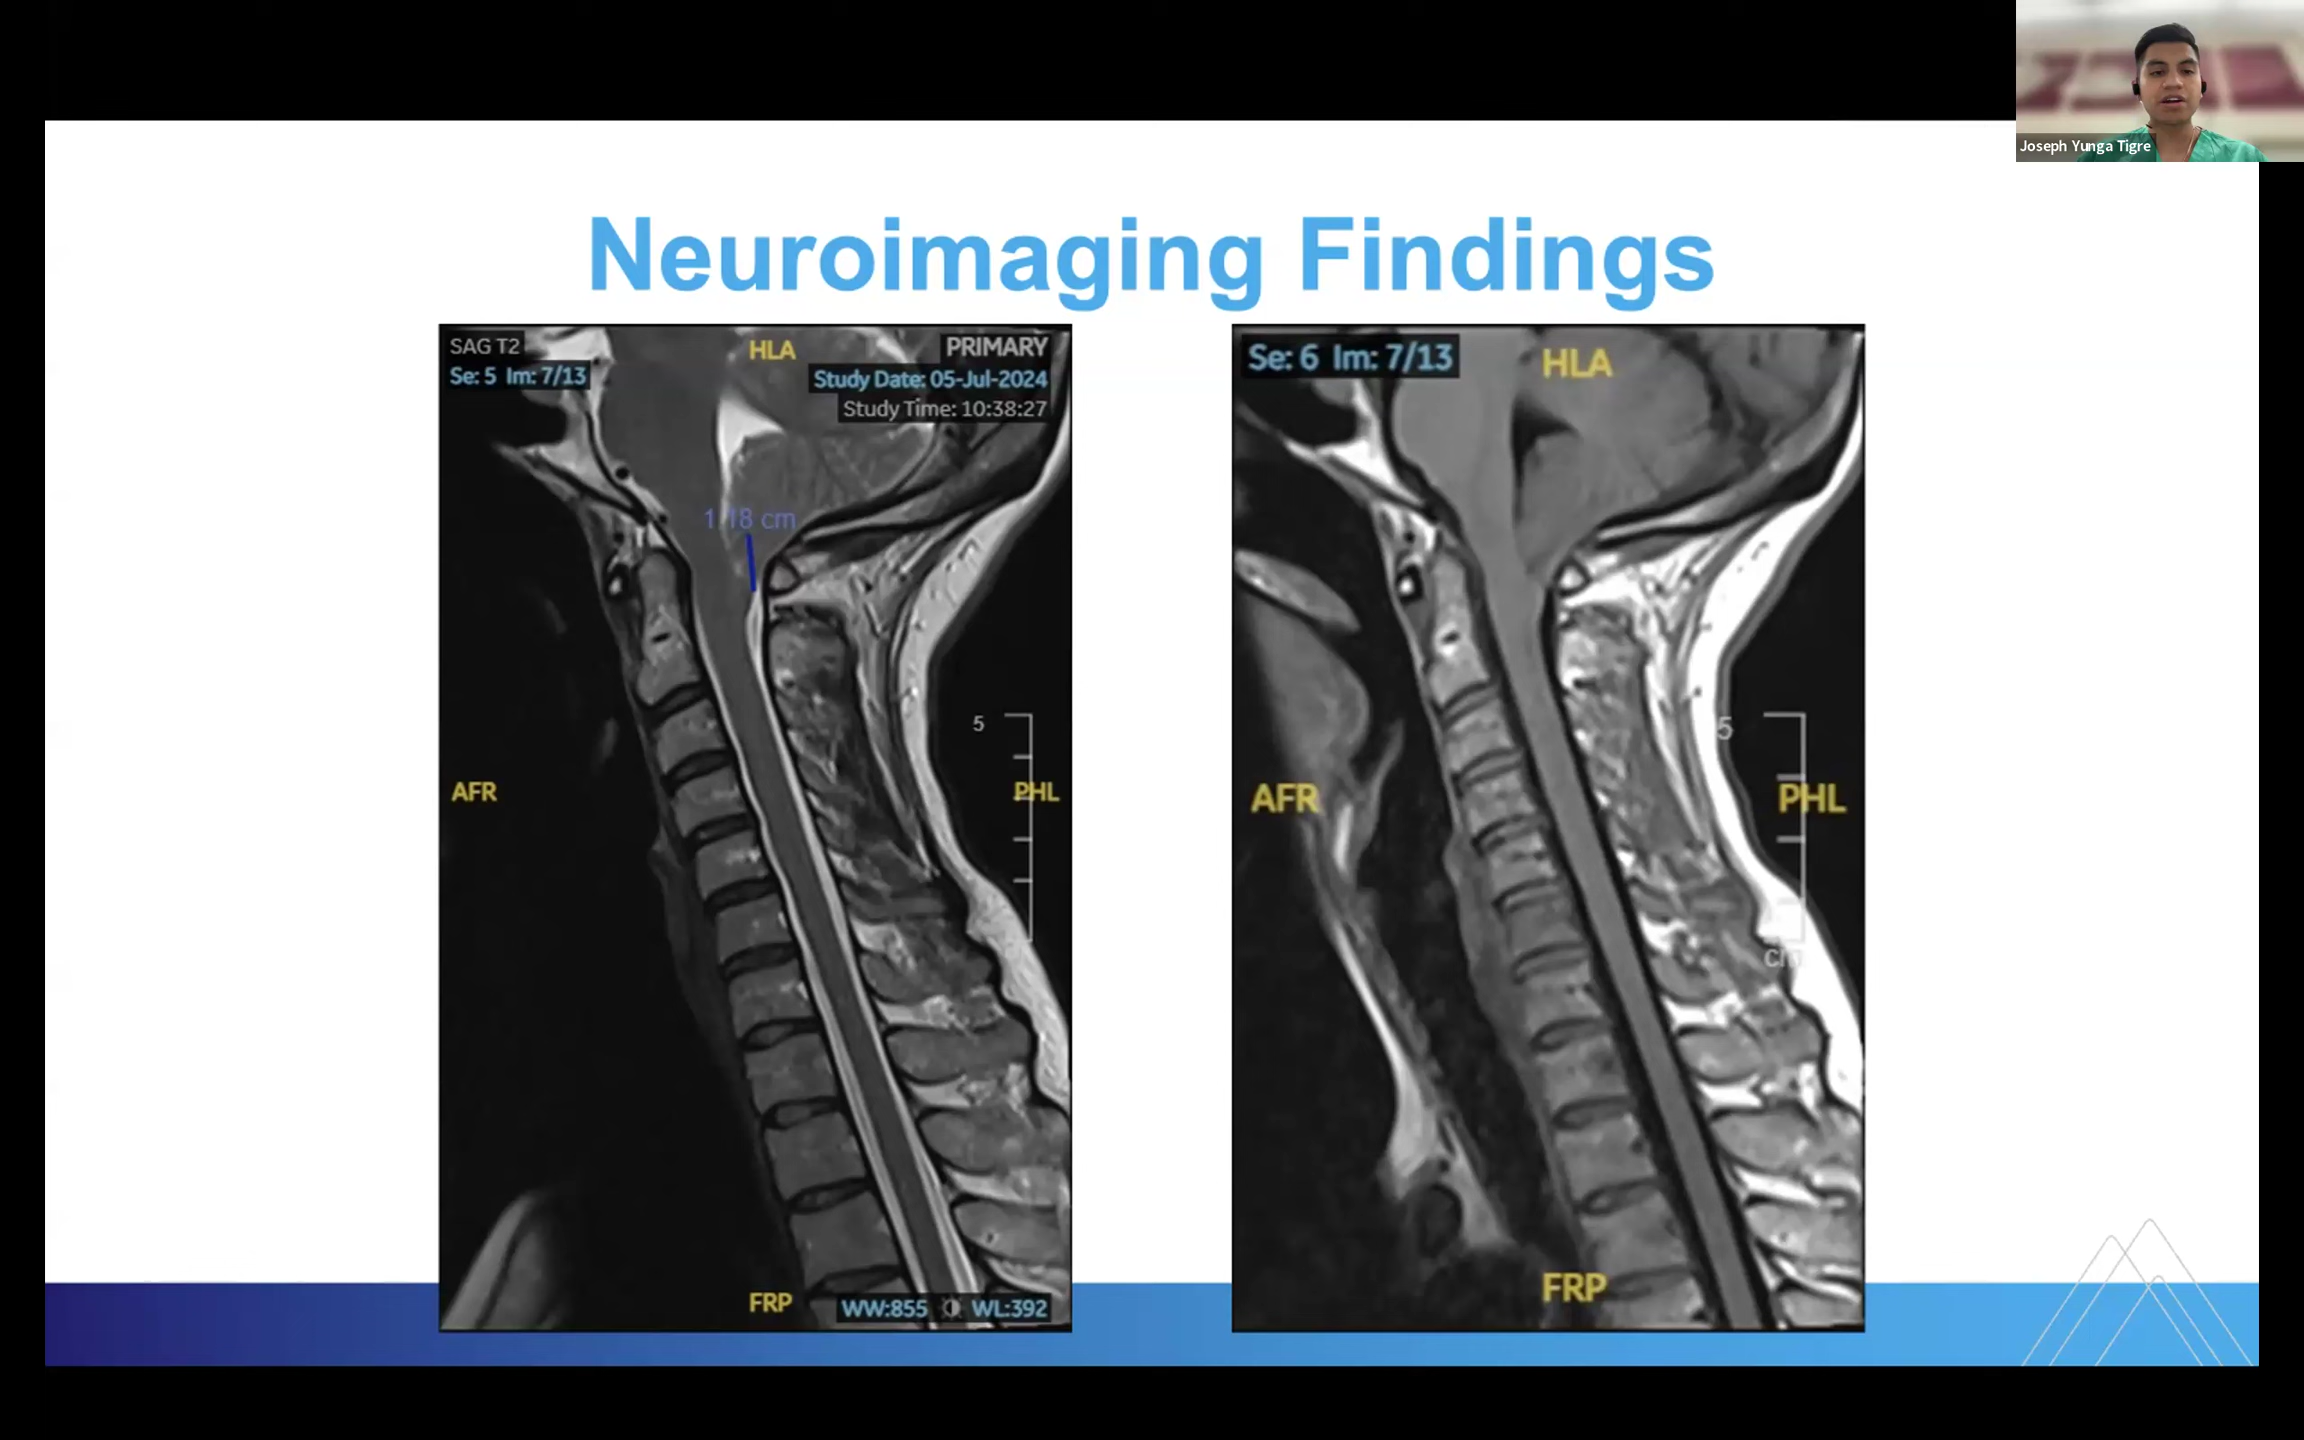 Joseph Yunga Tigre
Neuroimaging Findings
SAG T2
Se: 5 Im: 7/13
HLA
PRIMARY
Study Date: 05-Jul-2024
Study Time: 10:38:27
1.18 cm
5
AFR
PHL
FRP
WW:855 WL:392
Se: 6 Im: 7/13
HLA
5
AFR
PHL
cm
FRP